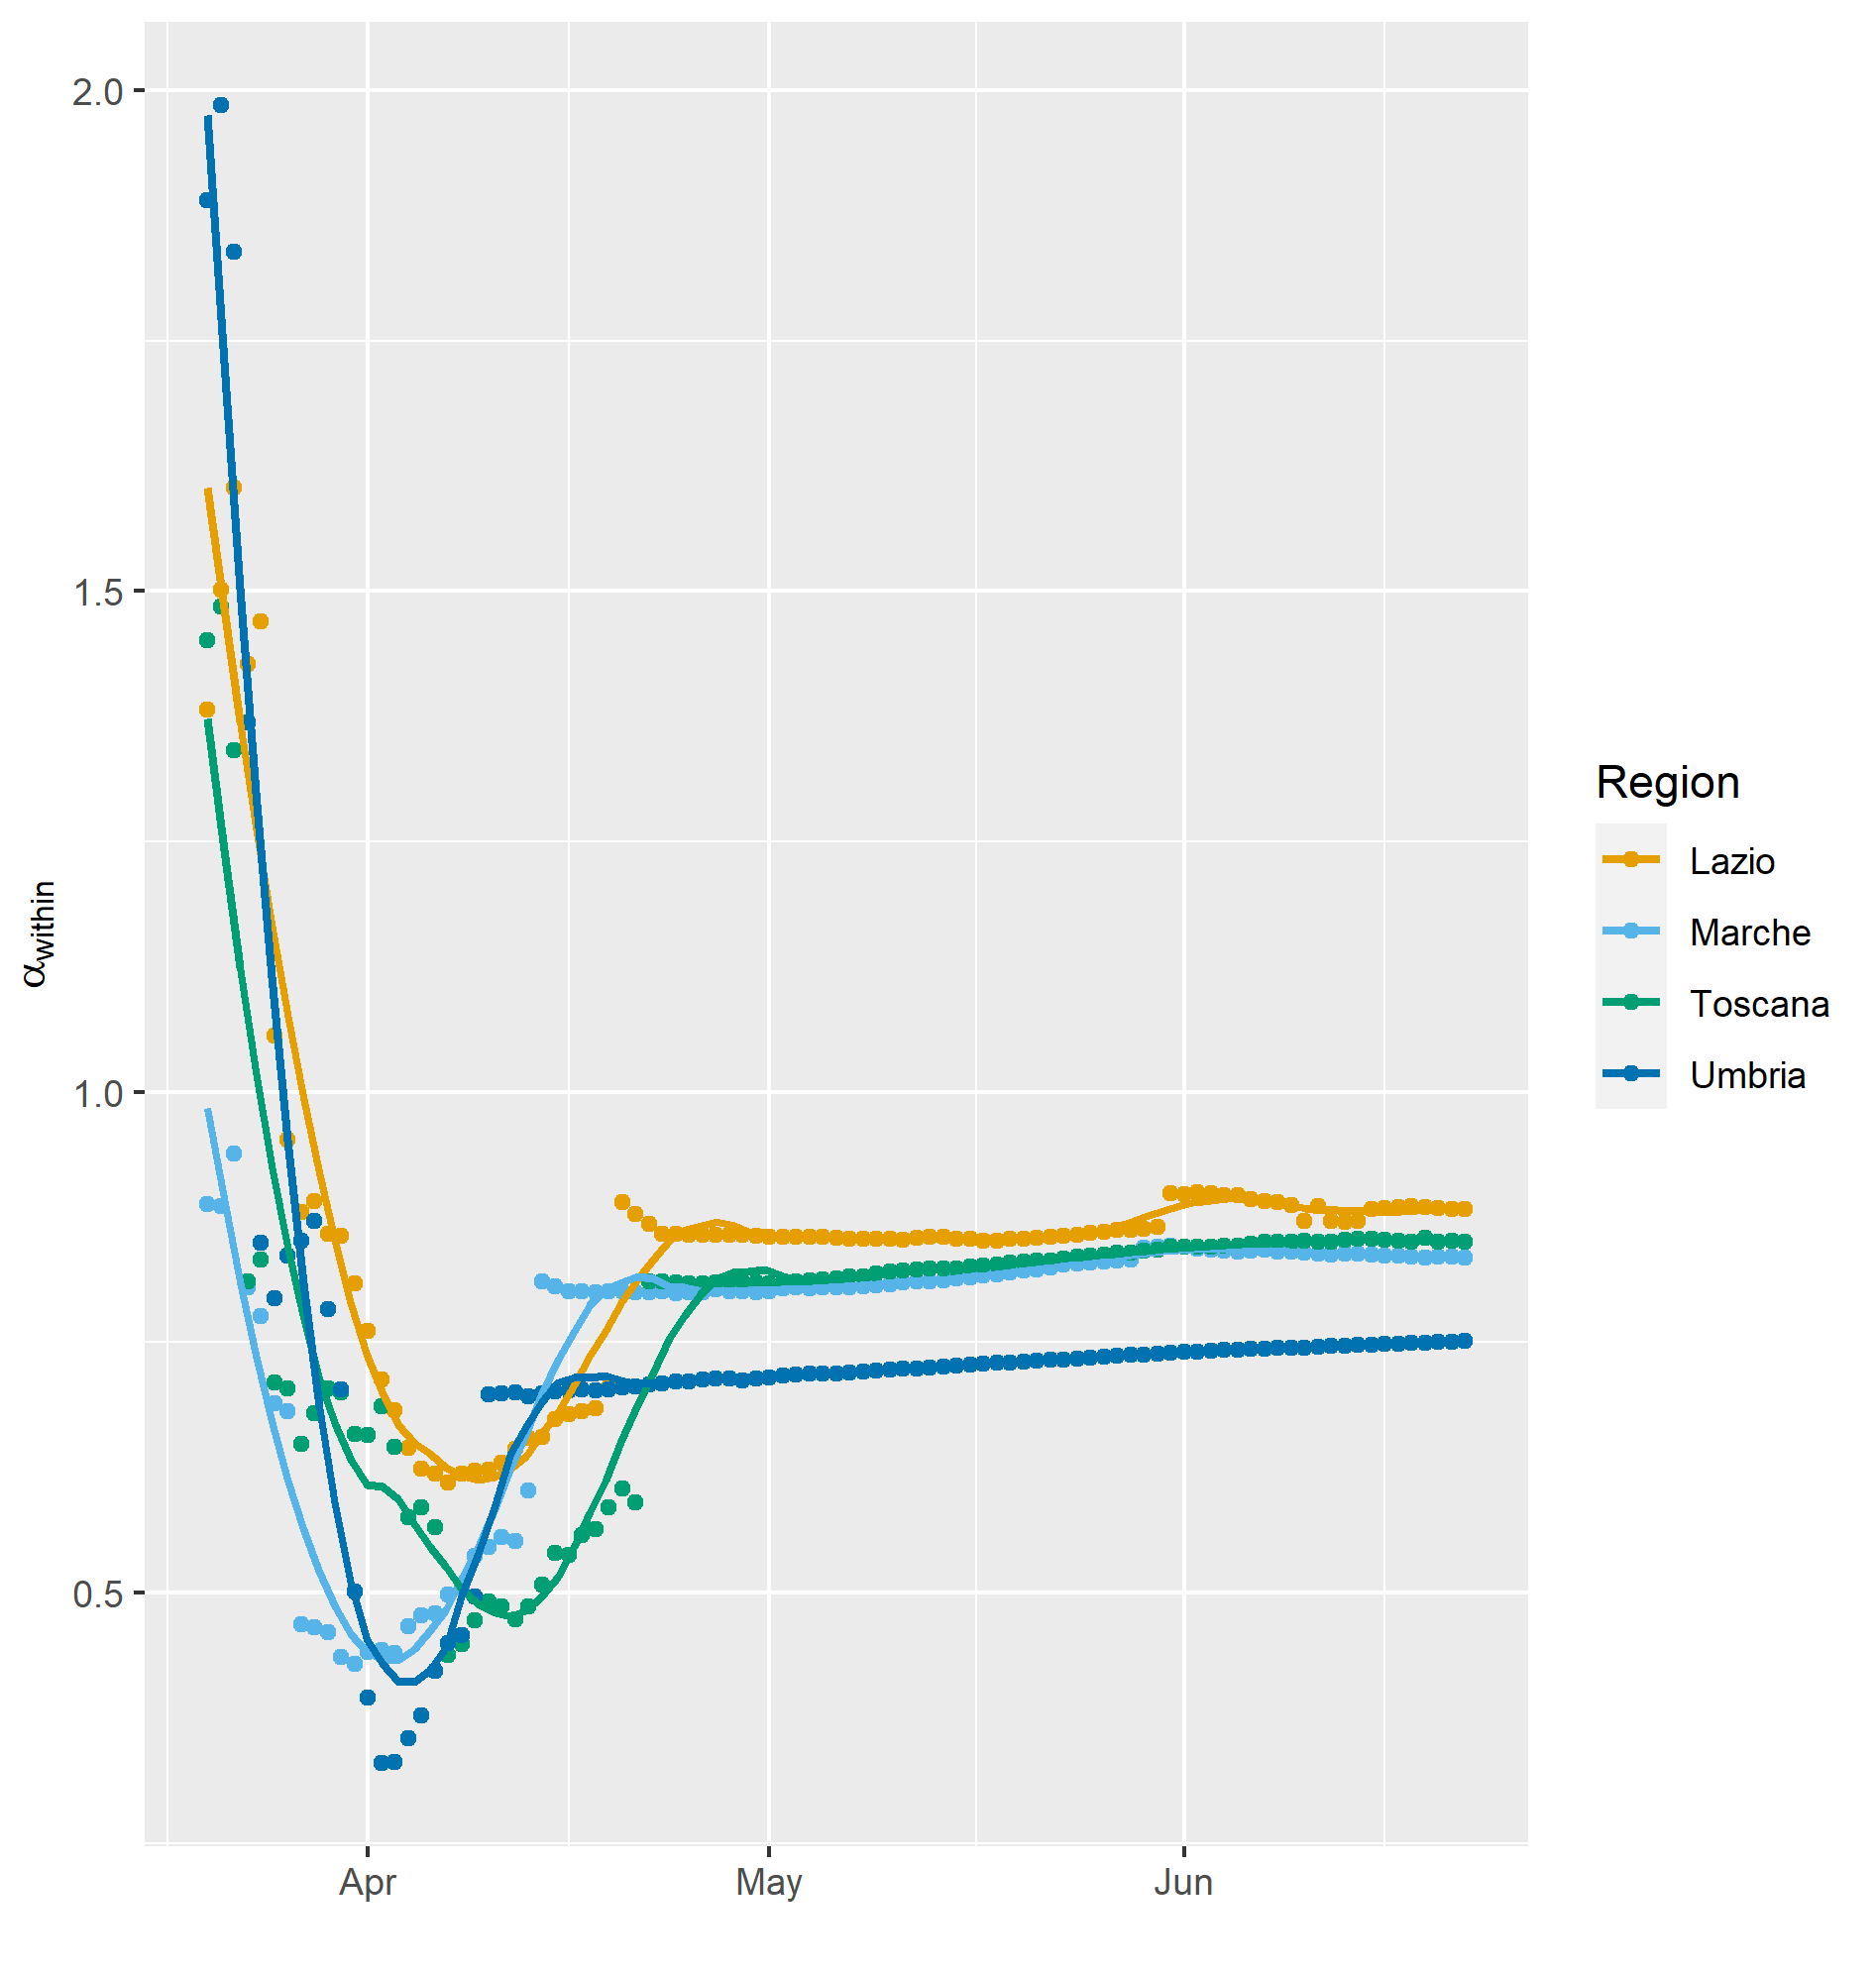 2.0
1.5
1.0
0.5
αwithin
Apr
May
Jun
Region
Lazio
Marche
Toscana
Umbria